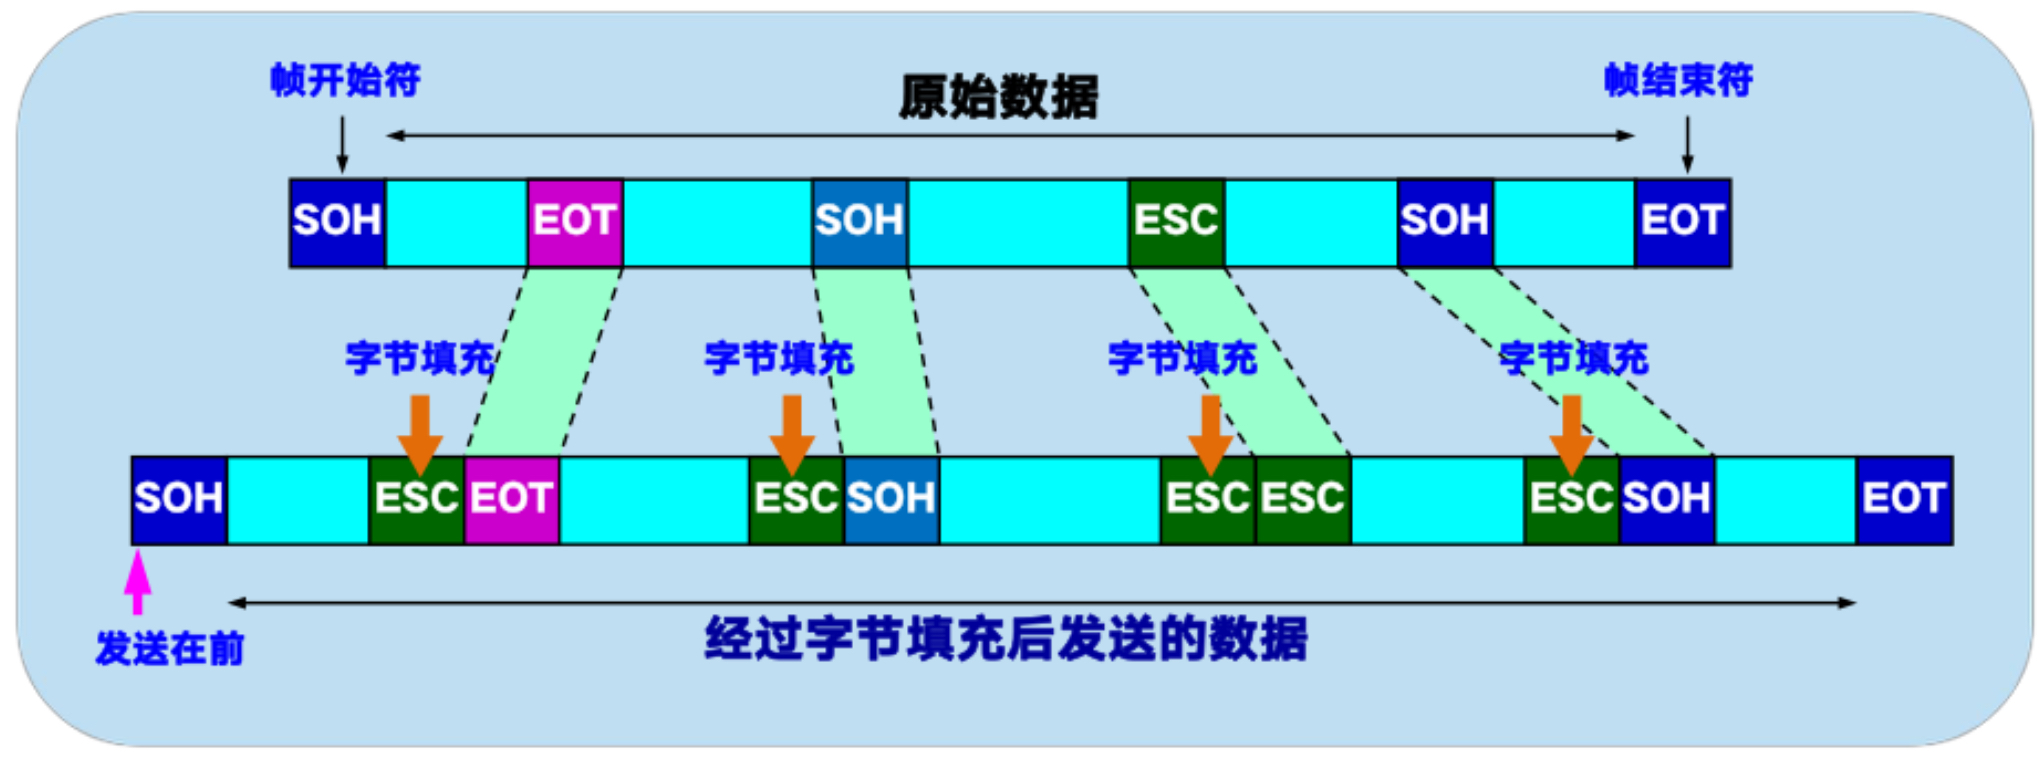 帧开始符
原始数据
帧结束符
SOH EOT SOH ESC SOH EOT
字节填充 字节填充 字节填充 字节填充
SOH ESC EOT ESC SOH ESC ESC ESC SOH EOT
发送在前
经过字节填充后发送的数据